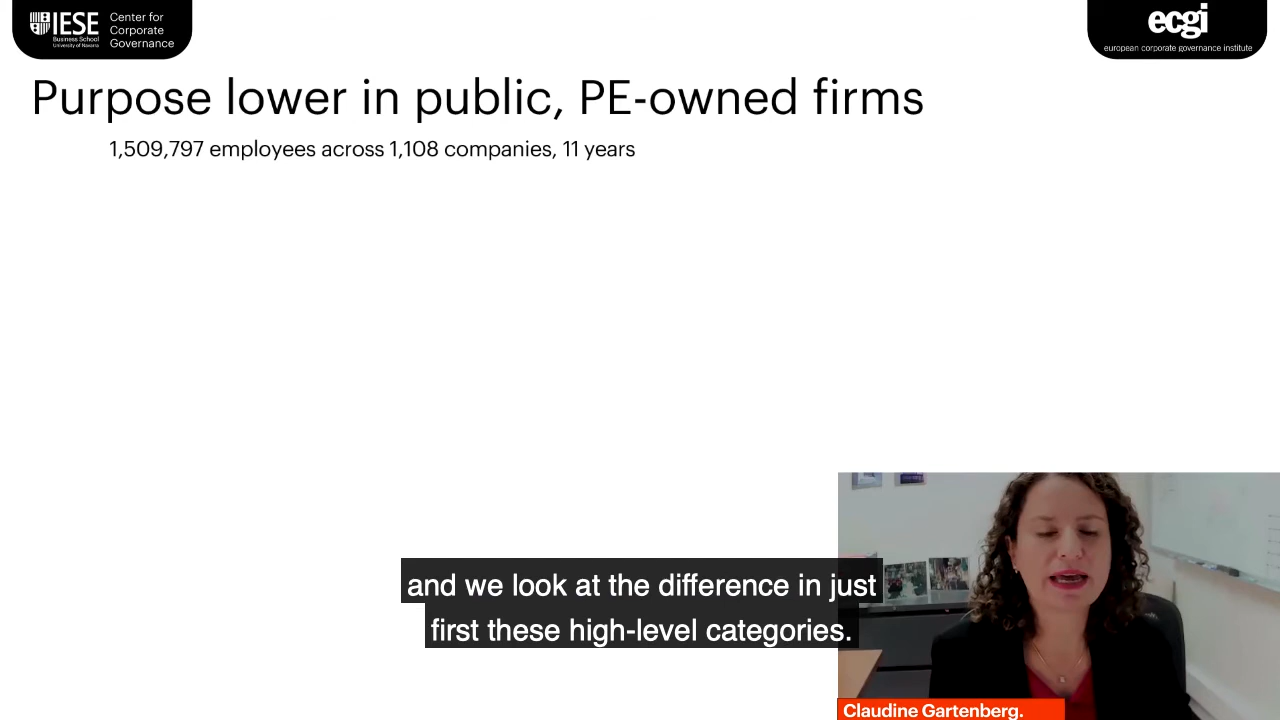 IESE
Business School
University of Navarra
Center for
Corporate
Governance
ecgi
european corporate governance institute
Purpose lower in public, PE-owned firms
1,509,797 employees across 1,108 companies, 11 years
and we look at the difference in just
first these high-level categories.
Claudine Gartenberg.